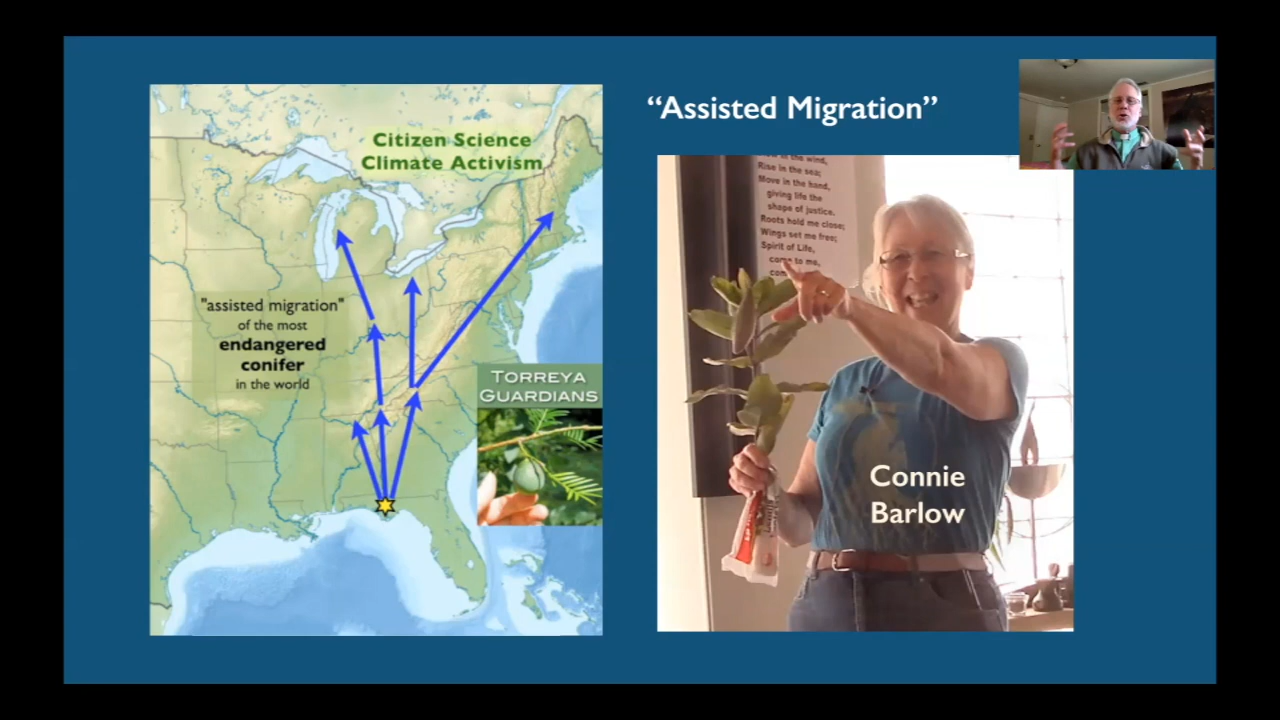 “Assisted Migration”
Citizen Science
Climate Activism
"assisted migration"
of the most
endangered
conifer
in the world
TORREYA
GUARDIANS
in the wind,
Rise in the sea;
Move in the hand,
giving life the
shape of justice.
Roots hold me close;
Wings set me free;
Spirit of Life,
to me,
Connie
Barlow